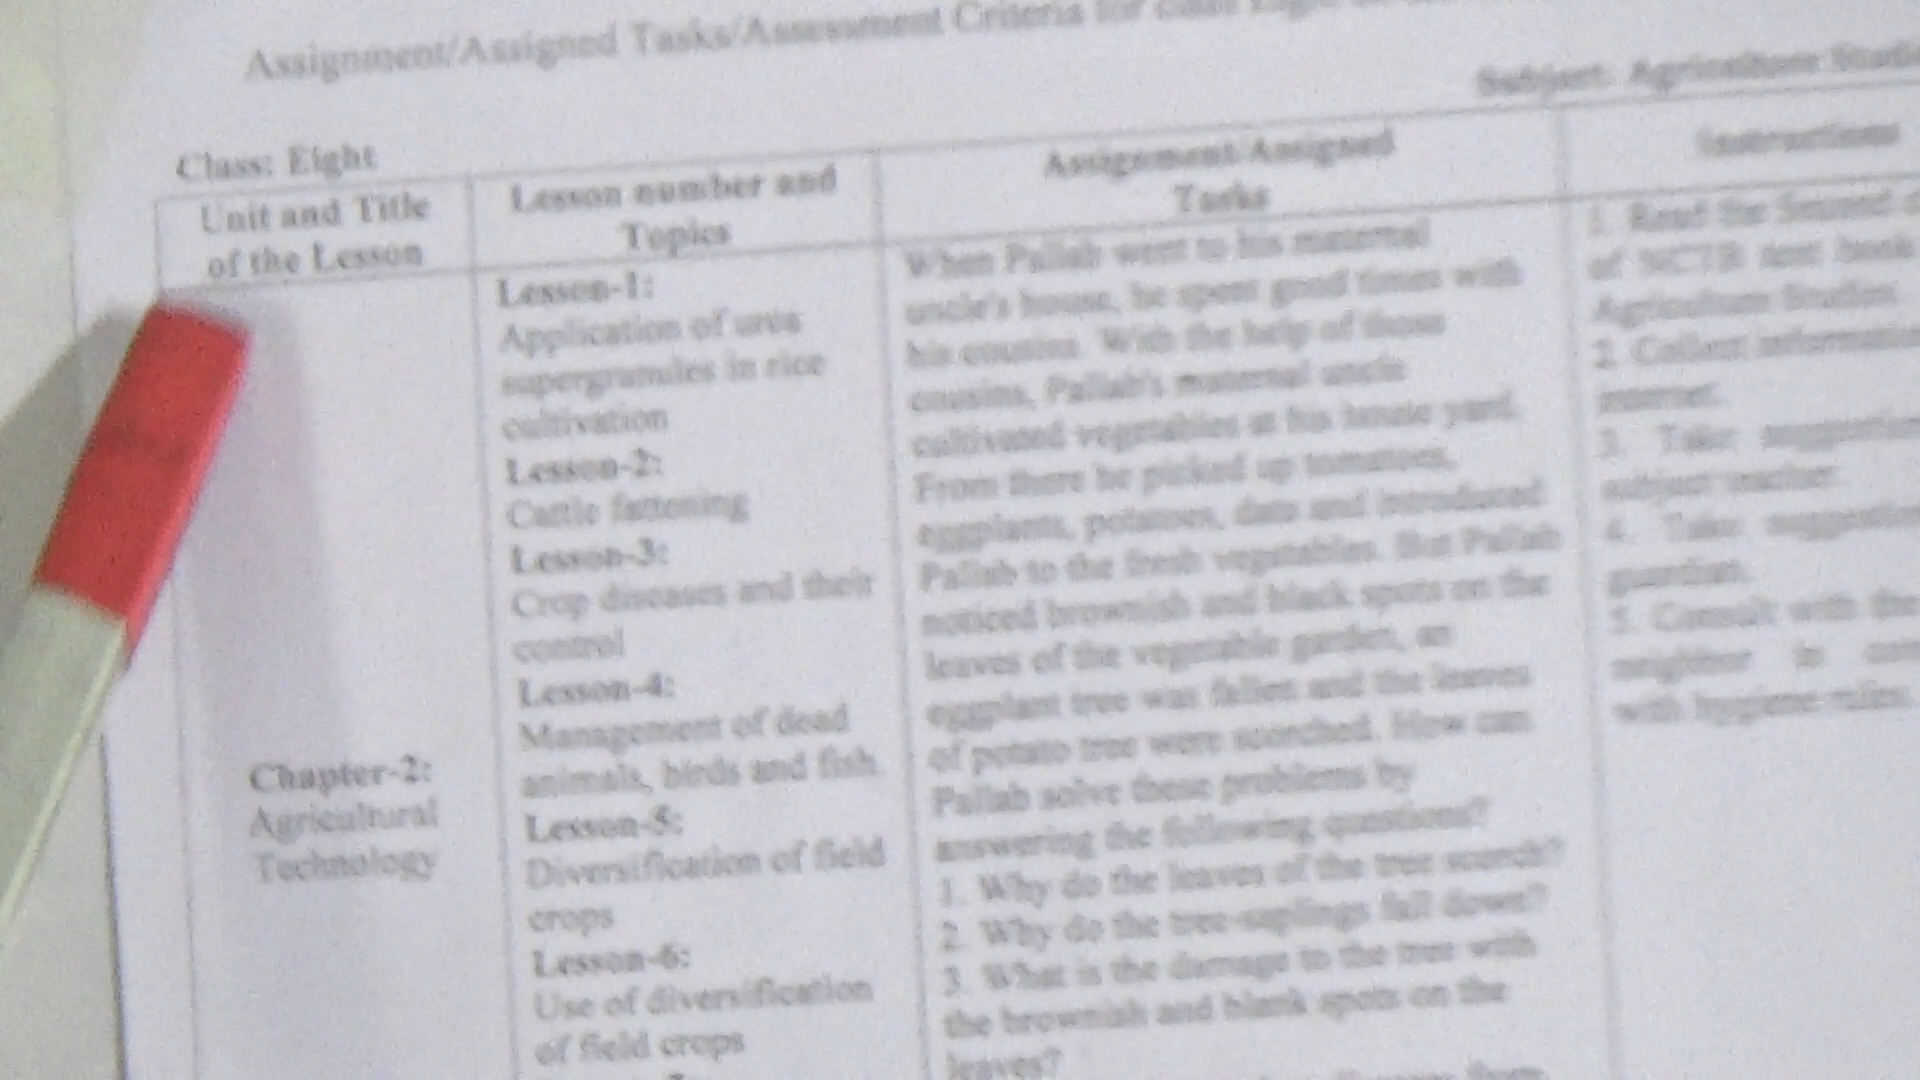 Assignment/Assigned Tasks/Assessment Criteria for
Subject: Agriculture
Class: Eight
Unit and Title
of the Lesson
Lesson number and
Topics
Assignment/Assigned
Tasks
Instructions
Chapter-2:
Agricultural
Technology
Lesson-1:
Application of urea
supergranules in rice
cultivation
Lesson-2:
Cattle fattening
Lesson-3:
Crop diseases and their
control
Lesson-4:
Management of dead
animals, birds and fish.
Lesson-5:
Diversification of field
crops
Lesson-6:
Use of diversification
of field crops
When Pallab went to his maternal
uncle's house, he spent good times with
his cousins. With the help of those
cousins, Pallab's maternal uncle
cultivated vegetables at his house yard.
From there he picked up tomatoes,
eggplants, potatoes, and introduced
Pallab to the fresh vegetables. But Pallab
noticed brownish and black spots on the
leaves of the vegetable garden, an
eggplant tree was fallen and the leaves
of potato tree were scorched. How can
Pallab solve these problems by
answering the following questions?
1. Why do the leaves of the tree scorch?
2. Why do the tree-saplings fall down?
3. What is the damage to the tree with
the brownish and blank spots on the
leaves?
1. Read the Second
of NCTB text book
Agriculture Studies.
2. Collect information
internet.
3. Take
subject teacher.
4. Take
guardian.
5. Consult with the
neighbor in
with hygiene rules.